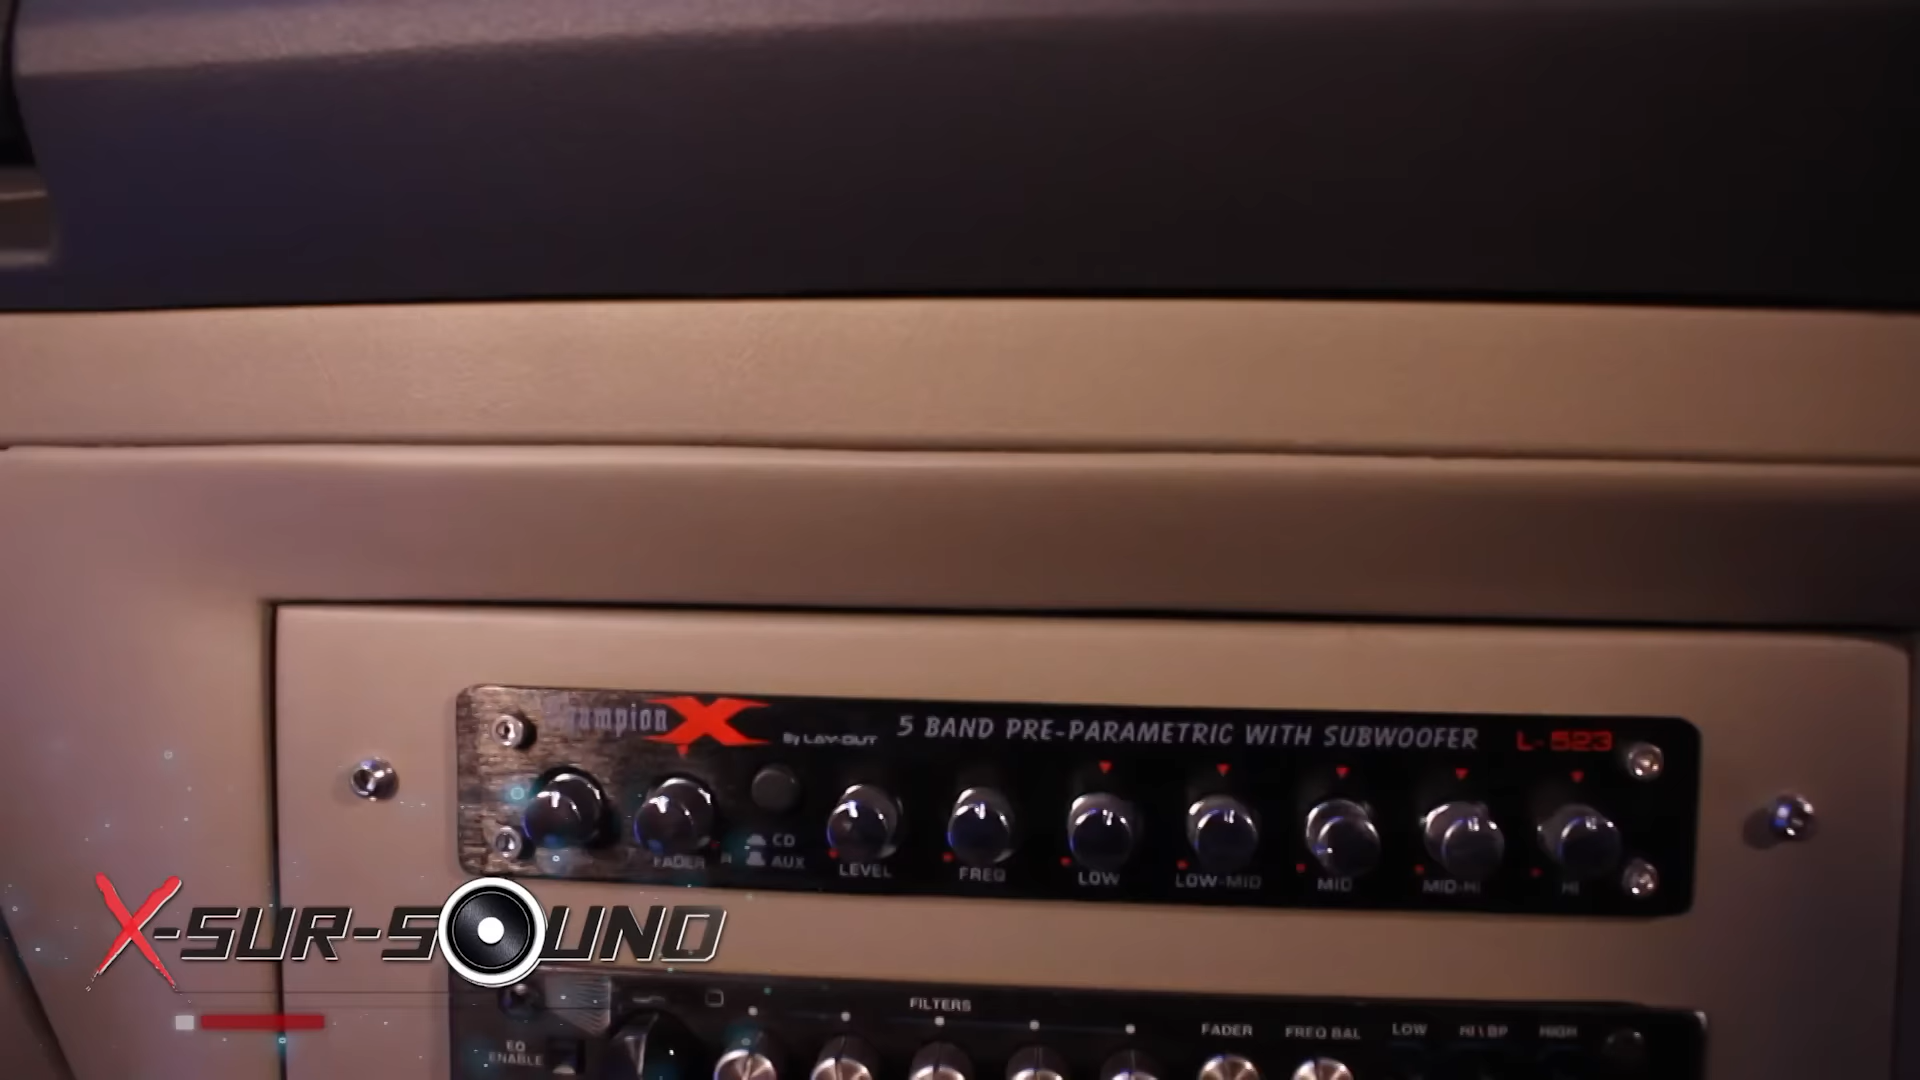 Champion X By LAY-OUT 5 BAND PRE-PARAMETRIC WITH SUBWOOFER L-523
CD
AUX
FADER R LEVEL FREQ LOW LOW-MID MID MID-HI HI
X-SUR-SOUND
FILTERS FADER FREQ BAL LOW HI \ BP HIGH
EQ
ENABLE